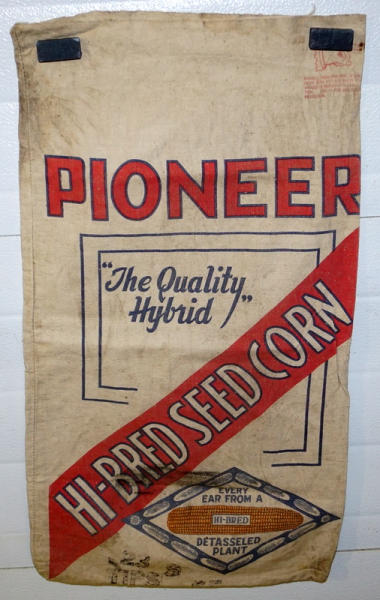 PIONEER
"The Quality
Hybrid"
HI-BRED SEED CORN
EVERY
EAR FROM A
HI-BRED
DETASSELED
PLANT